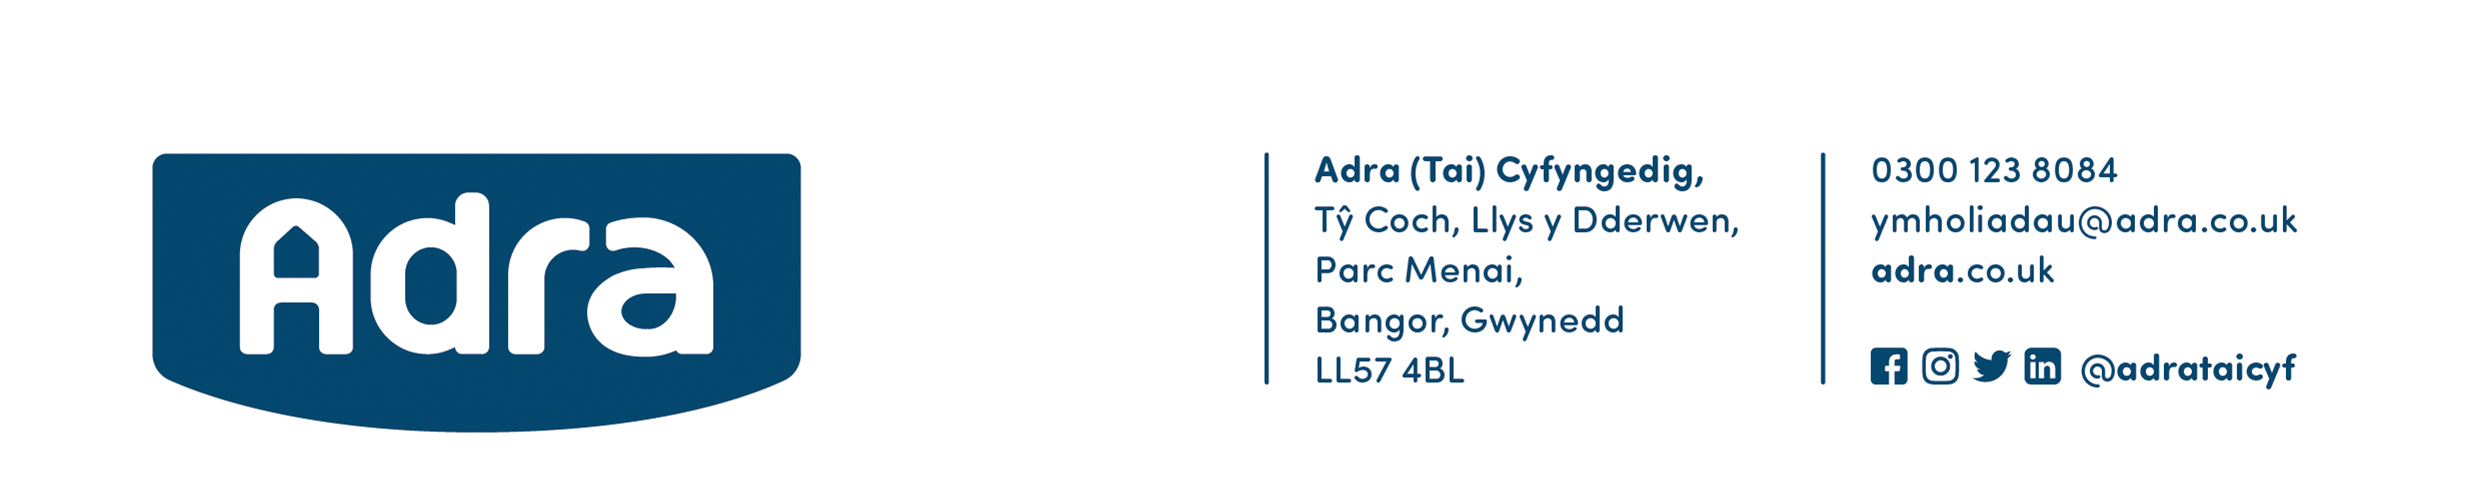 Adra
Adra (Tai) Cyfyngedig,
Tŷ Coch, Llys y Dderwen,
Parc Menai,
Bangor, Gwynedd
LL57 4BL
0300 123 8084
ymholiadau@adra.co.uk
adra.co.uk
@adrataicyf